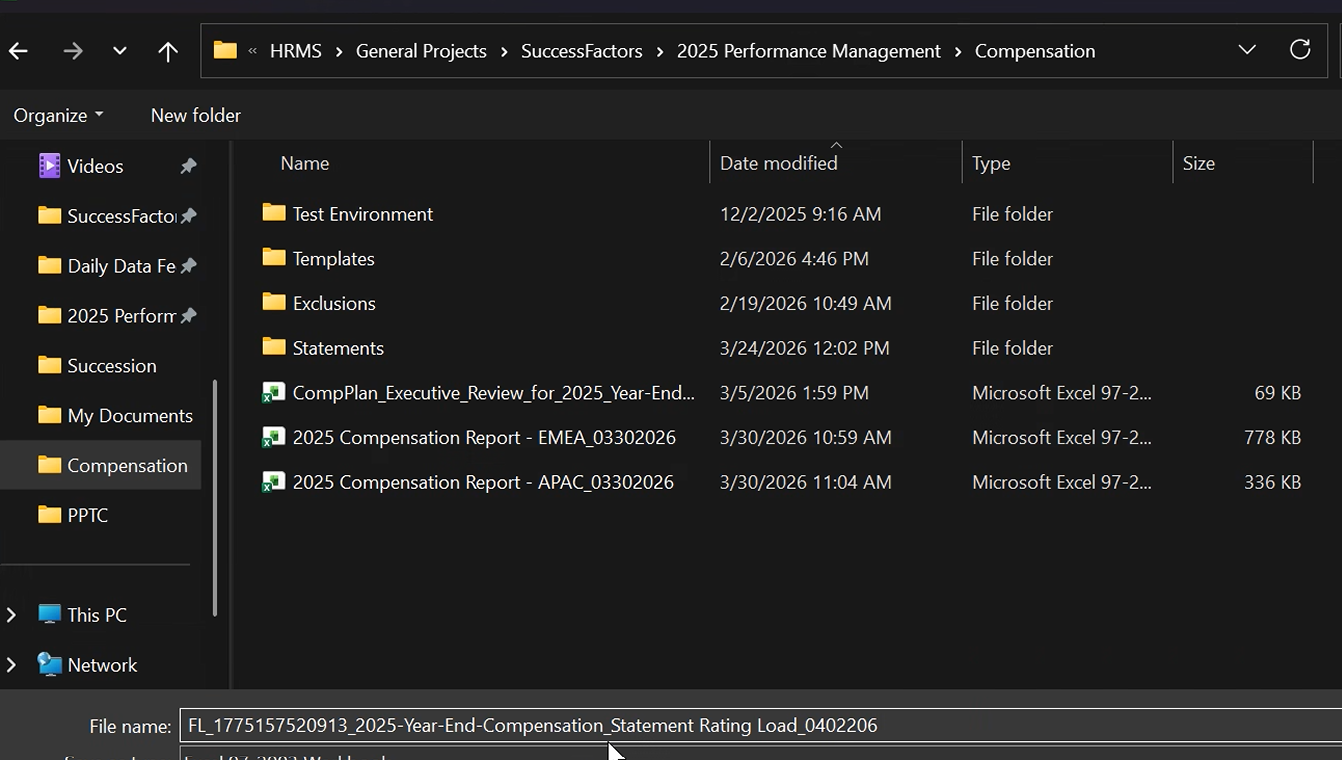 « HRMS › General Projects › SuccessFactors › 2025 Performance Management › Compensation
Organize New folder
Name Date modified Type Size
Videos
SuccessFacto
Daily Data Fe
2025 Perform
Succession
My Documents
Compensation
PPTC
This PC
Network
Test Environment 12/2/2025 9:16 AM File folder
Templates 2/6/2026 4:46 PM File folder
Exclusions 2/19/2026 10:49 AM File folder
Statements 3/24/2026 12:02 PM File folder
CompPlan_Executive_Review_for_2025_Year-End... 3/5/2026 1:59 PM Microsoft Excel 97-2... 69 KB
2025 Compensation Report - EMEA_03302026 3/30/2026 10:59 AM Microsoft Excel 97-2... 778 KB
2025 Compensation Report - APAC_03302026 3/30/2026 11:04 AM Microsoft Excel 97-2... 336 KB
File name: FL_1775157520913_2025-Year-End-Compensation_Statement Rating Load_0402206